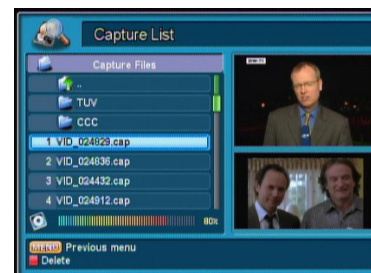 Capture List
Capture Files
..
TUV
CCC
1 VID_024829.cap
2 VID_024836.cap
3 VID_024432.cap
4 VID_024912.cap
80%
MENU Previous menu
Delete